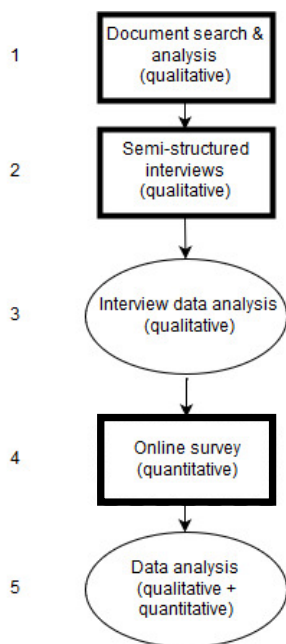 1
Document search &
analysis
(qualitative)
2
Semi-structured
interviews
(qualitative)
3
Interview data analysis
(qualitative)
4
Online survey
(quantitative)
5
Data analysis
(qualitative +
quantitative)